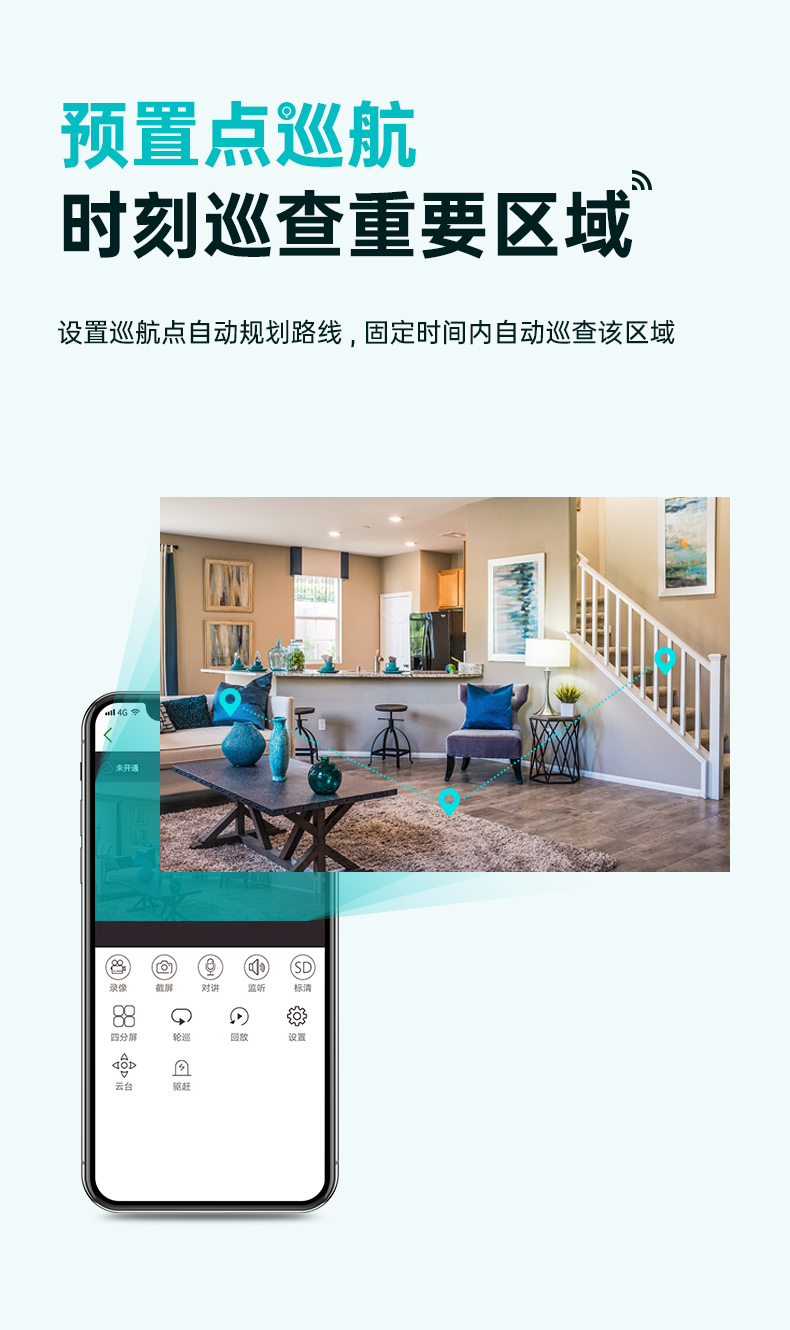 预置点巡航
时刻巡查重要区域
设置巡航点自动规划路线，固定时间内自动巡查该区域
4G
未开通
SD
录像 截屏 对讲 监听 标清
四分屏 轮巡 回放 设置
云台 驱赶